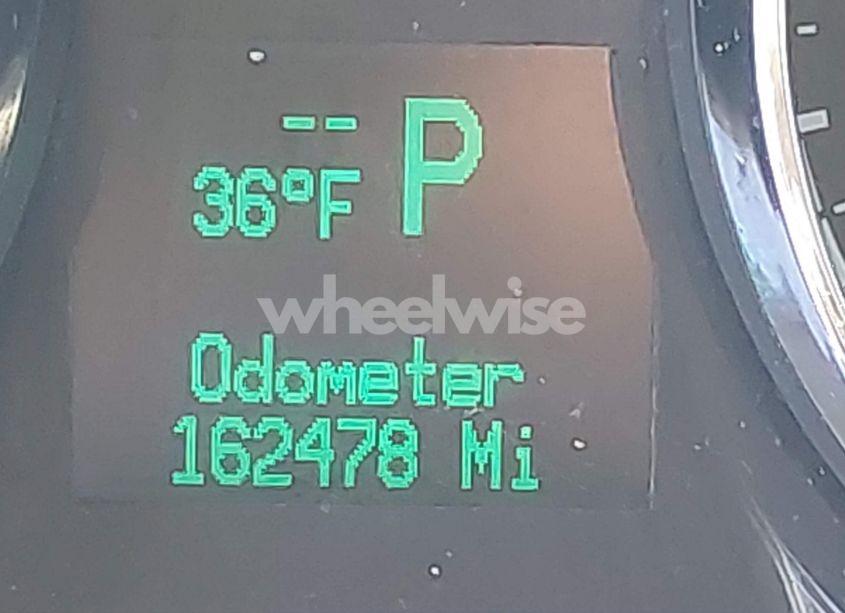 -- P
36°F
wheelwise
Odometer
162478 Mi